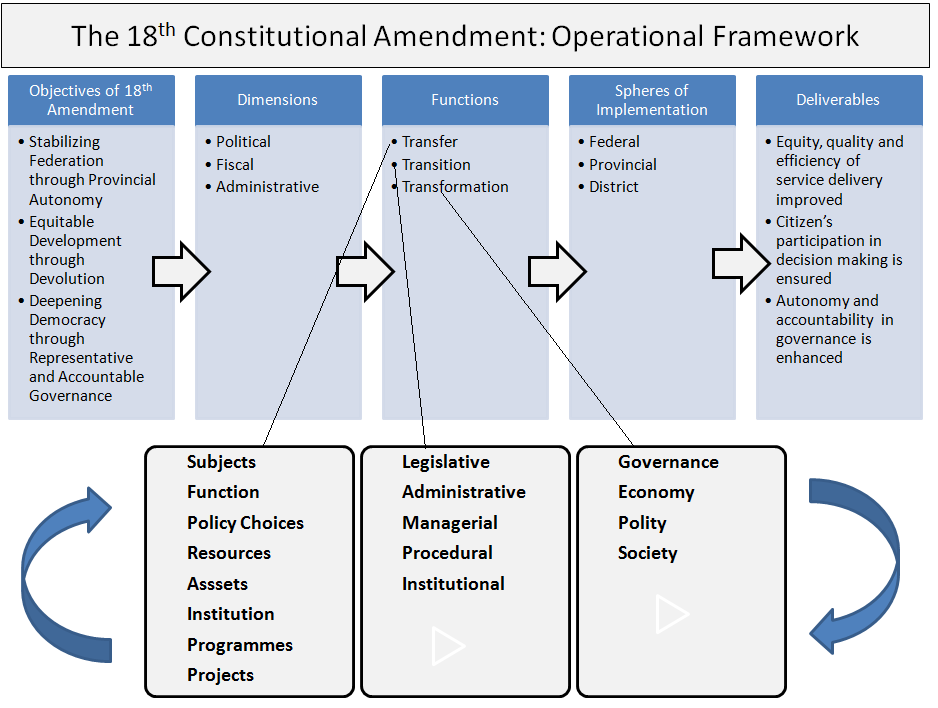 The 18th Constitutional Amendment: Operational Framework
Objectives of 18th
Amendment
• Stabilizing
Federation
through Provincial
Autonomy
• Equitable
Development
through
Devolution
• Deepening
Democracy
through
Representative
and Accountable
Governance
Dimensions
• Political
• Fiscal
• Administrative
Functions
• Transfer
• Transition
• Transformation
Spheres of
Implementation
• Federal
• Provincial
• District
Deliverables
• Equity, quality and
efficiency of
service delivery
improved
• Citizen's
participation in
decision making is
ensured
• Autonomy and
accountability in
governance is
enhanced
Subjects
Function
Policy Choices
Resources
Asssets
Institution
Programmes
Projects
Legislative
Administrative
Managerial
Procedural
Institutional
Governance
Economy
Polity
Society